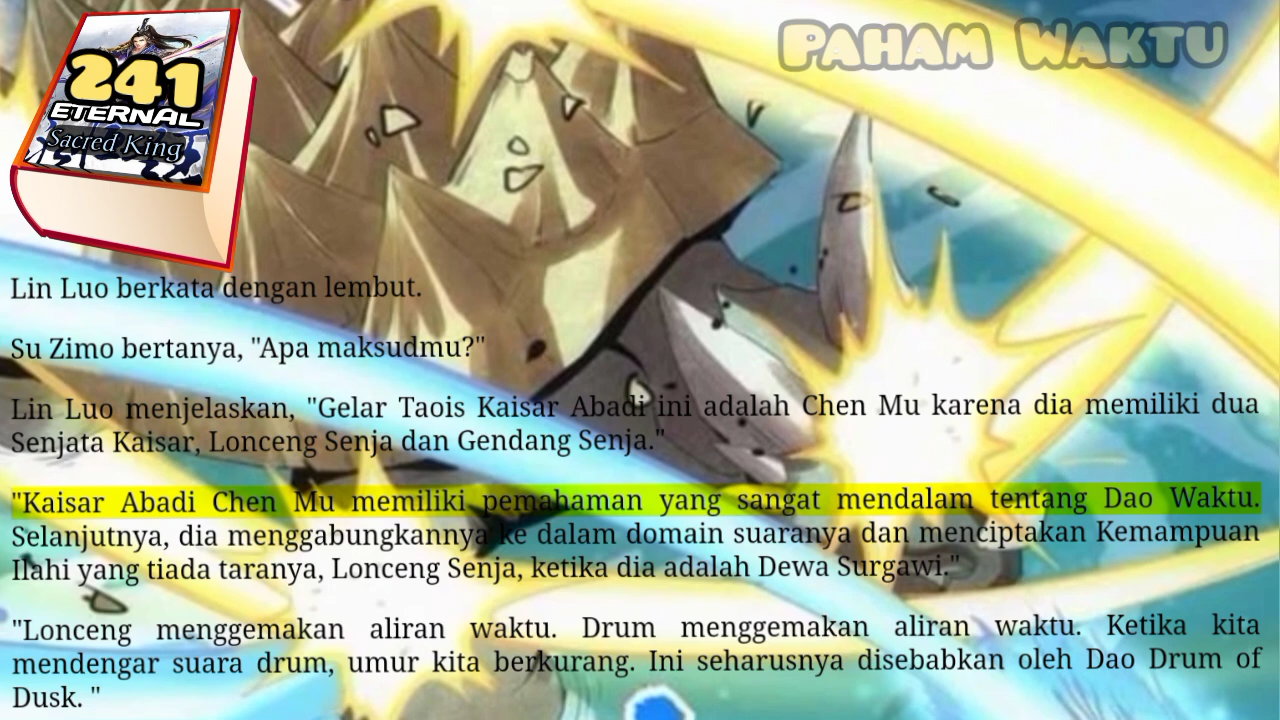 PAHAM WAKTU
241
ETERNAL
Sacred King
Lin Luo berkata dengan lembut.
Su Zimo bertanya, "Apa maksudmu?"
Lin Luo menjelaskan, "Gelar Taois Kaisar Abadi ini adalah Chen Mu karena dia memiliki dua
Senjata Kaisar, Lonceng Senja dan Gendang Senja."
"Kaisar Abadi Chen Mu memiliki pemahaman yang sangat mendalam tentang Dao Waktu.
Selanjutnya, dia menggabungkannya ke dalam domain suaranya dan menciptakan Kemampuan
Ilahi yang tiada taranya, Lonceng Senja, ketika dia adalah Dewa Surgawi."
"Lonceng menggemakan aliran waktu. Drum menggemakan aliran waktu. Ketika kita
mendengar suara drum, umur kita berkurang. Ini seharusnya disebabkan oleh Dao Drum of
Dusk. "